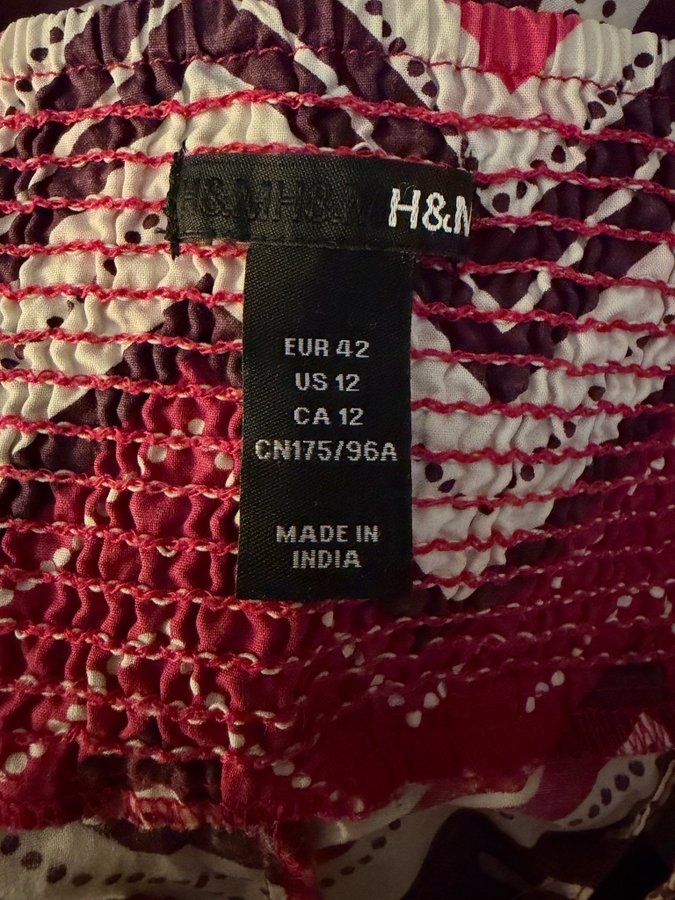 H&M
EUR 42
US 12
CA 12
CN175/96A
MADE IN
INDIA